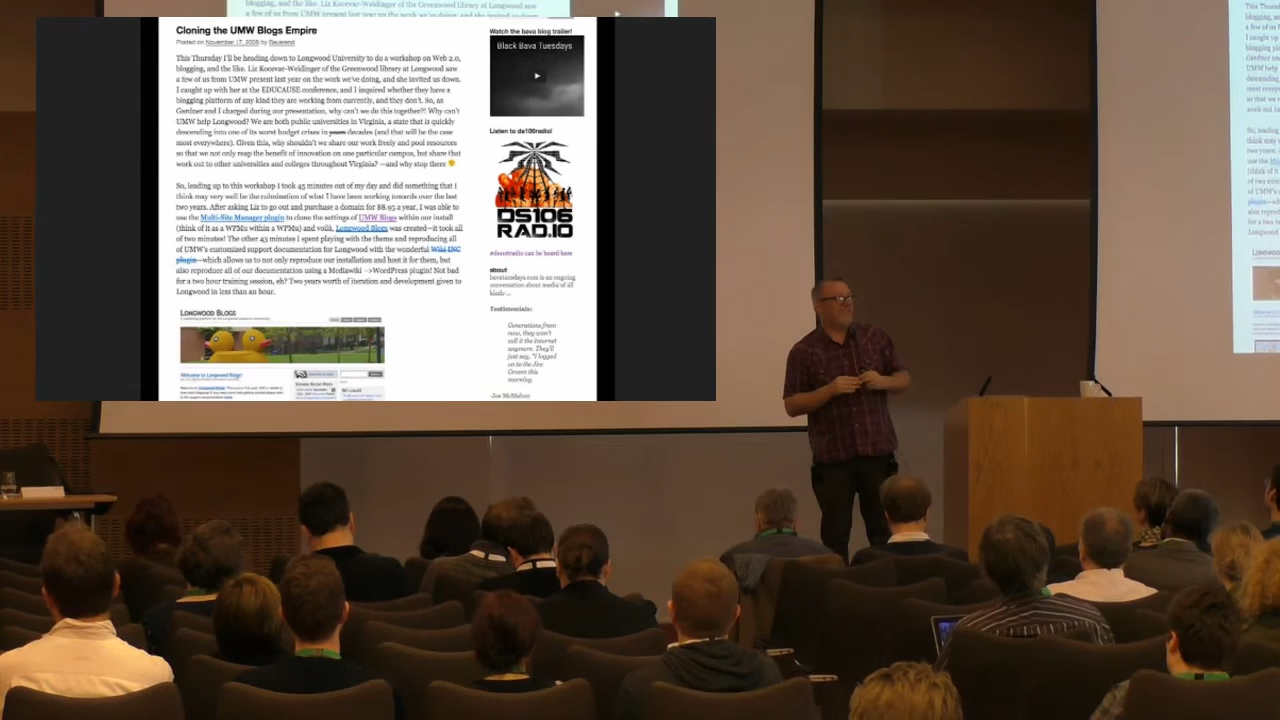 Cloning the UMW Blogs Empire
Posted on November 17, 2008 by Reverend
This Thursday I'll be heading down to Longwood University to do a workshop on Web 2.0,
blogging, and the like. Liz Kocevar-Weidinger of the Greenwood library at Longwood saw
a few of us from UMW present last year on the work we've doing, and she invited us down.
I caught up with her at the EDUCAUSE conference, and I inquired whether they have a
blogging platform of any kind they are working from currently, and they don't. So, as
Gardner and I charged during our presentation, why can't we do this together?! Why can't
UMW help Longwood? We are both public universities in Virginia, a state that is quickly
descending into one of its worst budget crises in years decades (and that will be the case
most everywhere). Given this, why shouldn't we share our work freely and pool resources
so that we not only reap the benefit of innovation on one particular campus, but share that
work out to other universities and colleges throughout Virginia? —and why stop there
So, leading up to this workshop I took 45 minutes out of my day and did something that I
think may very well be the culmination of what I have been working towards over the last
two years. After asking Liz to go out and purchase a domain for $8.95 a year, I was able to
use the Multi-Site Manager plugin to clone the settings of UMW Blogs within our install
(think of it as a WPMu within a WPMu) and voilà, Longwood Blogs was created—it took all
of two minutes! The other 43 minutes I spent playing with the theme and reproducing all
of UMW's customized support documentation for Longwood with the wonderful Wiki INC
plugin—which allows us to not only reproduce our installation and host it for them, but
also reproduce all of our documentation using a Mediawiki –>WordPress plugin! Not bad
for a two hour training session, eh? Two years worth of iteration and development given to
Longwood in less than an hour.
LONGWOOD BLOGS
Welcome to Longwood Blogs!
Watch the bava blog trailer!
Black Bava Tuesdays
Listen to ds106radio!
DS106
RAD.IO
#ds106radio can be heard here
about
bavatuesdays.com is an ongoing
conversation about media of all
kinds ...
Testimonials:
Generations from
now, they won't
call it the Internet
anymore. They'll
just say, "I logged
on to the Jim
Groom this
morning.